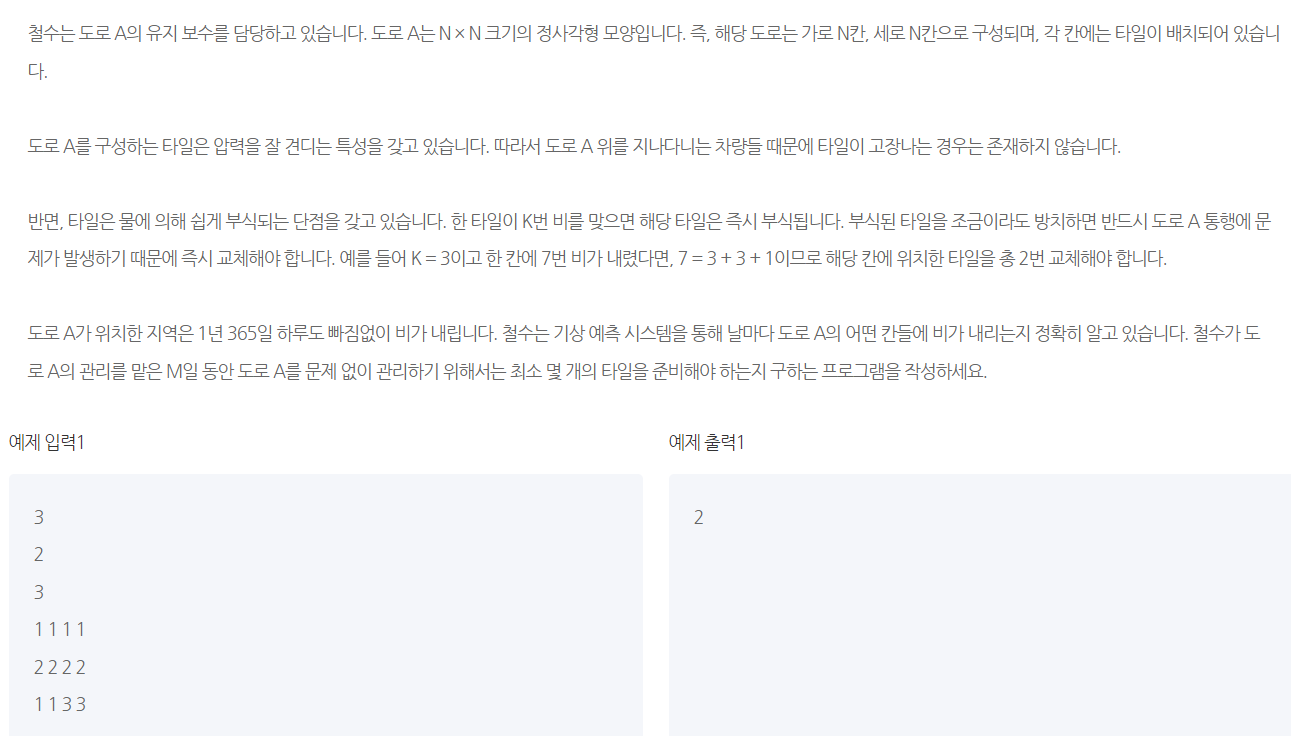 철수는 도로 A의 유지 보수를 담당하고 있습니다. 도로 A는 N × N 크기의 정사각형 모양입니다. 즉, 해당 도로는 가로 N칸, 세로 N칸으로 구성되며, 각 칸에는 타일이 배치되어 있습니
다.
도로 A를 구성하는 타일은 압력을 잘 견디는 특성을 갖고 있습니다. 따라서 도로 A 위를 지나다니는 차량들 때문에 타일이 고장나는 경우는 존재하지 않습니다.
반면, 타일은 물에 의해 쉽게 부식되는 단점을 갖고 있습니다. 한 타일이 K번 비를 맞으면 해당 타일은 즉시 부식됩니다. 부식된 타일을 조금이라도 방치하면 반드시 도로 A 통행에 문
제가 발생하기 때문에 즉시 교체해야 합니다. 예를 들어 K = 3이고 한 칸에 7번 비가 내렸다면, 7 = 3 + 3 + 1이므로 해당 칸에 위치한 타일을 총 2번 교체해야 합니다.
도로 A가 위치한 지역은 1년 365일 하루도 빠짐없이 비가 내립니다. 철수는 기상 예측 시스템을 통해 날마다 도로 A의 어떤 칸들에 비가 내리는지 정확히 알고 있습니다. 철수가 도
로 A의 관리를 맡은 M일 동안 도로 A를 문제 없이 관리하기 위해서는 최소 몇 개의 타일을 준비해야 하는지 구하는 프로그램을 작성하세요.
예제 입력1
3
2
3
1 1 1 1
2 2 2 2
1 1 3 3
예제 출력1
2